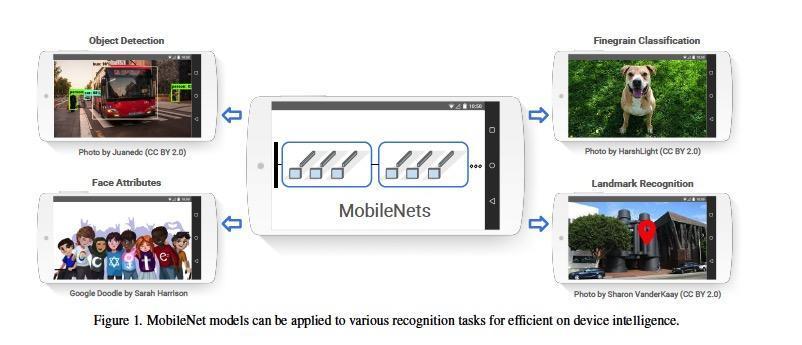 Object Detection
Finegrain Classification
10:50
MobileNets
Photo by Juanedc (CC BY 2.0)
Photo by HarshLight (CC BY 2.0)
Face Attributes
Landmark Recognition
Google Doodle by Sarah Harrison
Photo by Sharon VanderKaay (CC BY 2.0)
Figure 1. MobileNet models can be applied to various recognition tasks for efficient on device intelligence.